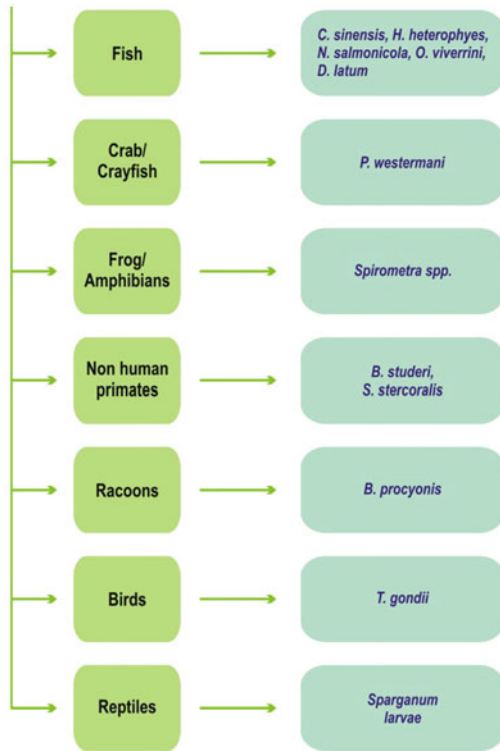 Fish
C. sinensis, H. heterophyes,
N. salmonicola, O. viverrini,
D. latum
Crab/
Crayfish
P. westermani
Frog/
Amphibians
Spirometra spp.
Non human
primates
B. studeri,
S. stercoralis
Racoons
B. procyonis
Birds
T. gondii
Reptiles
Sparganum
larvae